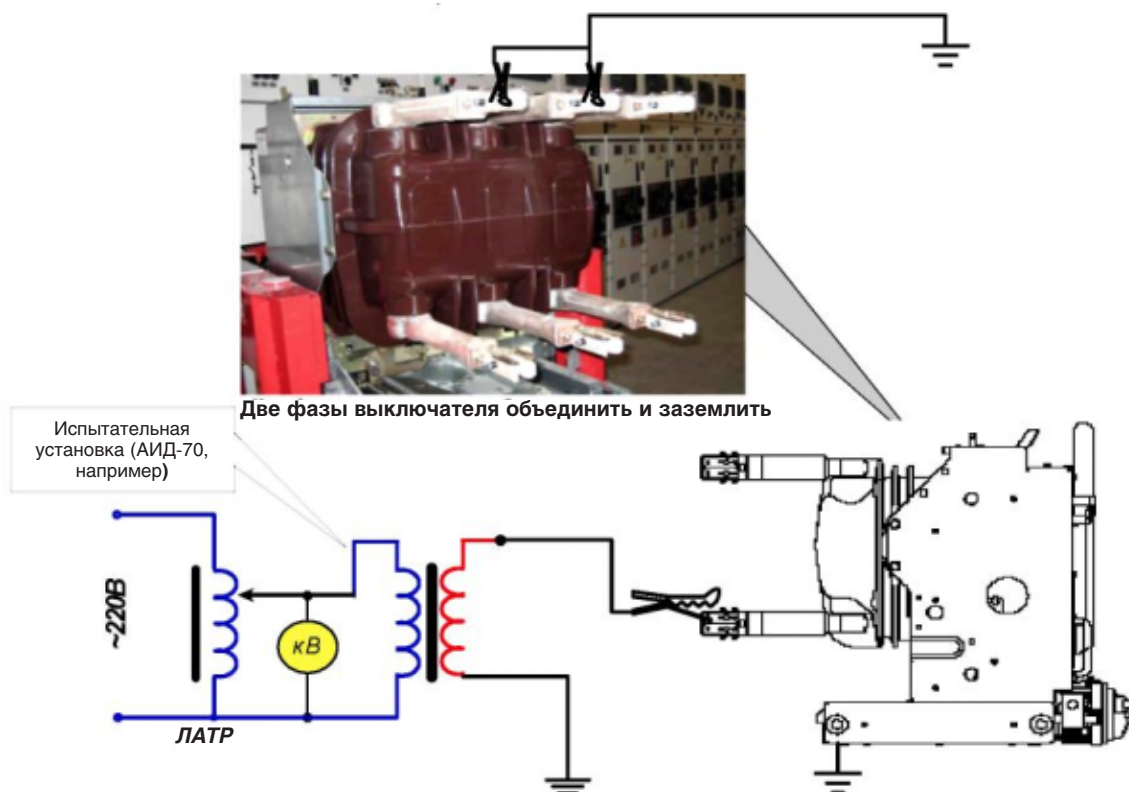 Две фазы выключателя объединить и заземлить
Испытательная
установка (АИД-70,
например)
~220В
кВ
ЛАТР